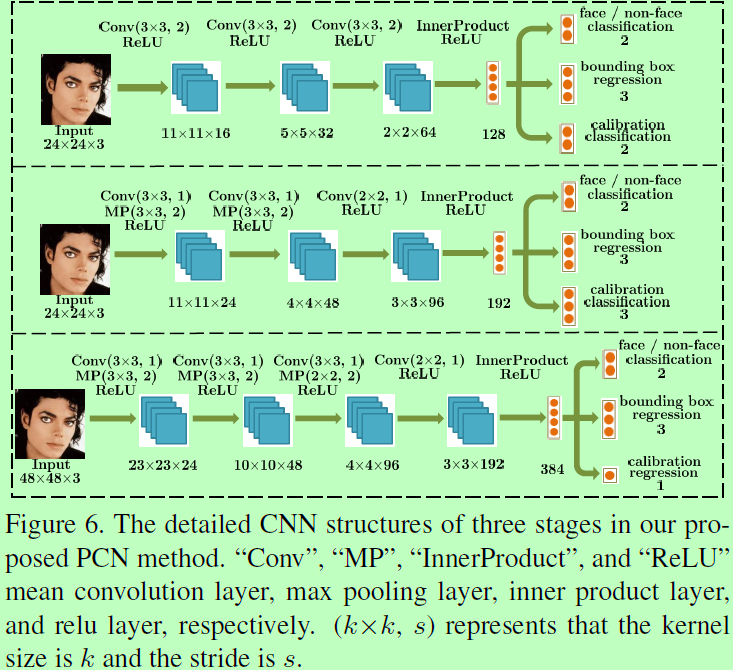 Conv(3×3, 2)
ReLU
Conv(3×3, 2)
ReLU
Conv(3×3, 2)
ReLU
InnerProduct
ReLU
face / non-face
classification
2
bounding box
regression
3
calibration
classification
2
Input
24×24×3
11×11×16
5×5×32
2×2×64
128
Conv(3×3, 1)
MP(3×3, 2)
ReLU
Conv(3×3, 1)
MP(3×3, 2)
ReLU
Conv(2×2, 1)
ReLU
InnerProduct
ReLU
face / non-face
classification
2
bounding box
regression
3
calibration
classification
3
Input
24×24×3
11×11×24
4×4×48
3×3×96
192
Conv(3×3, 1)
MP(3×3, 2)
ReLU
Conv(3×3, 1)
MP(3×3, 2)
ReLU
Conv(3×3, 1)
MP(2×2, 2)
ReLU
Conv(2×2, 1)
ReLU
InnerProduct
ReLU
face / non-face
classification
2
bounding box
regression
3
calibration
regression
1
Input
48×48×3
23×23×24
10×10×48
4×4×96
3×3×192
384
Figure 6. The detailed CNN structures of three stages in our pro-
posed PCN method. “Conv”, “MP”, “InnerProduct”, and “ReLU”
mean convolution layer, max pooling layer, inner product layer,
and relu layer, respectively. (k×k, s) represents that the kernel
size is k and the stride is s.